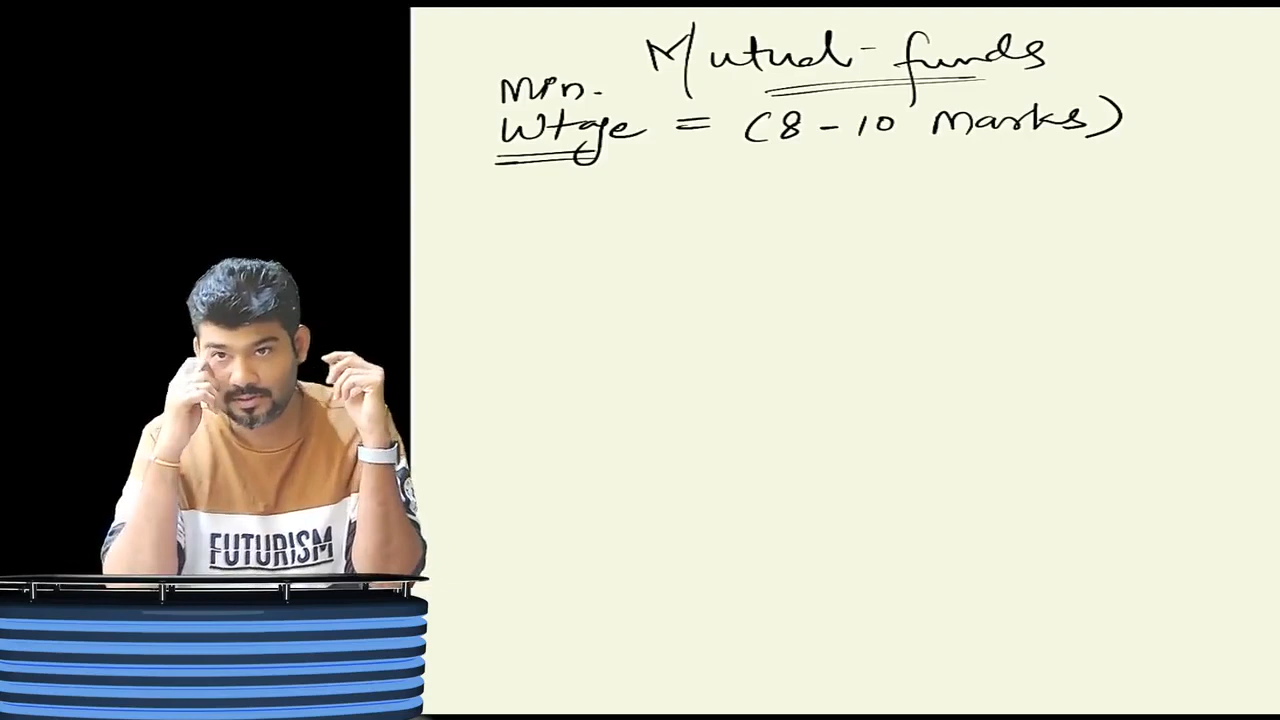 Mutual-funds
Min.
Wtge = (8-10 Marks)
FUTURISM